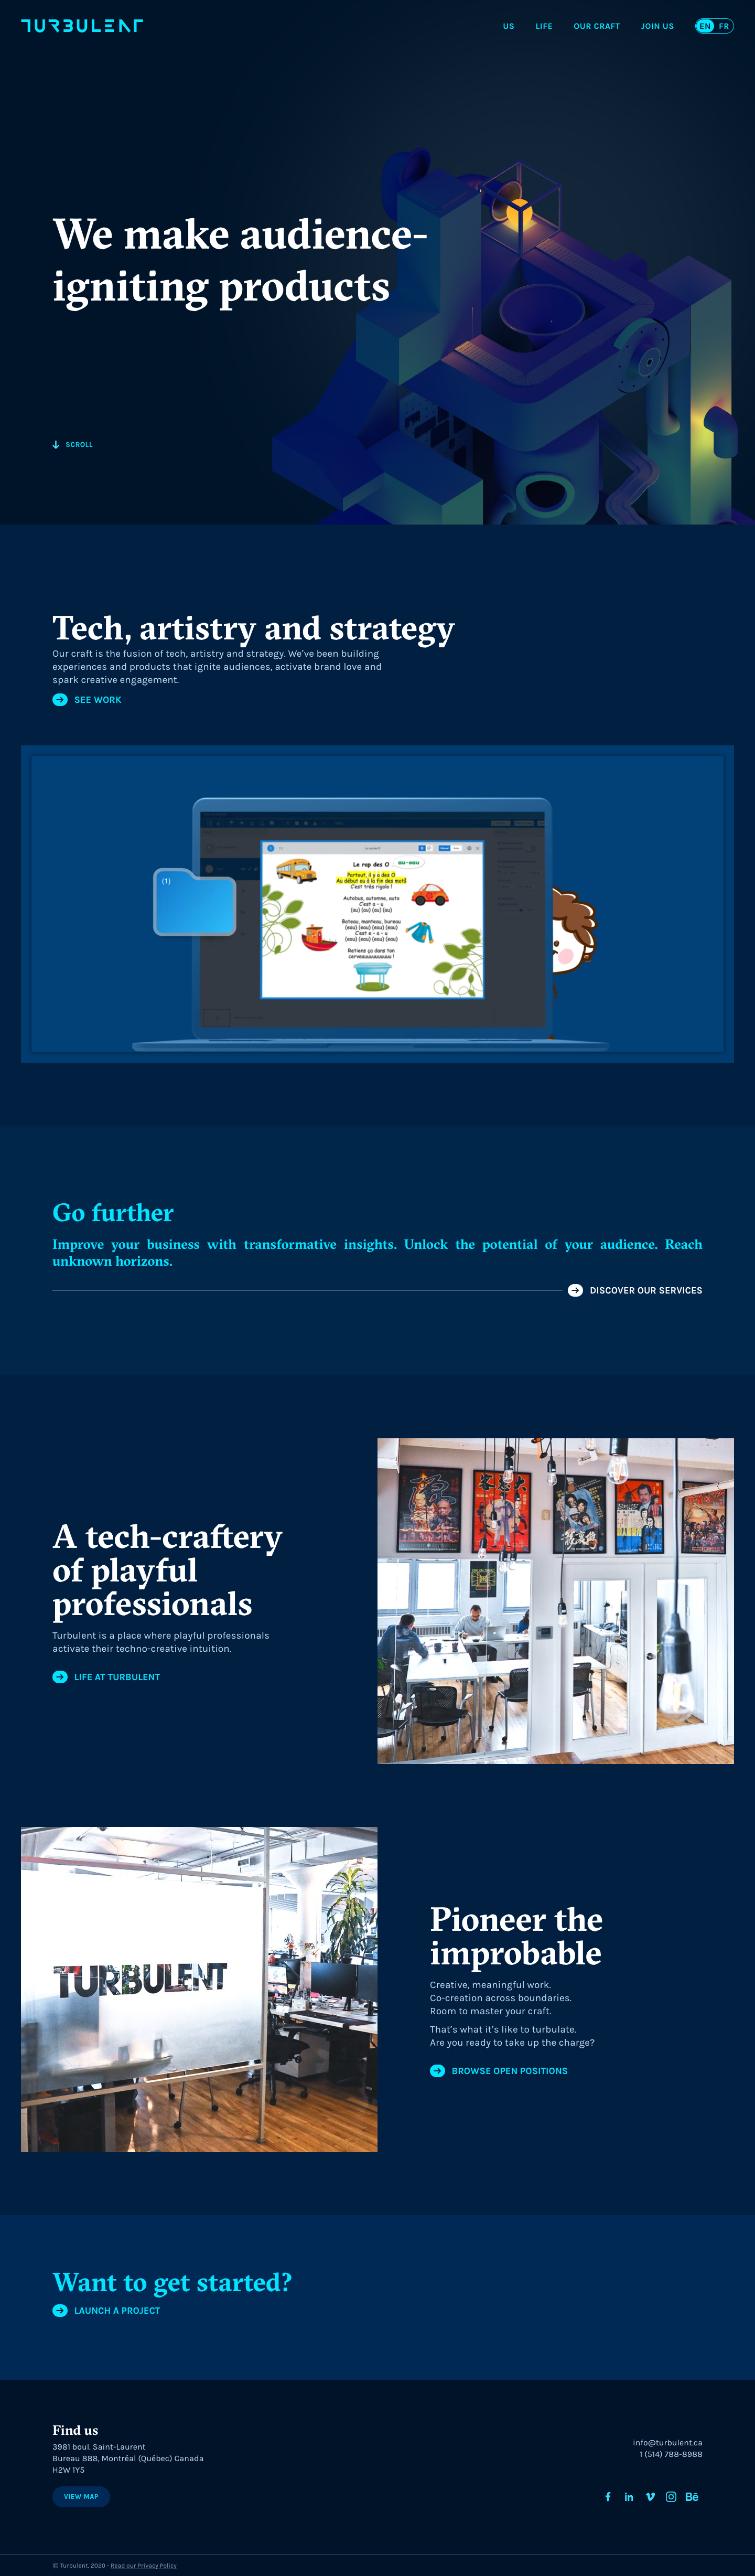 TURBULENT
US LIFE OUR CRAFT JOIN US EN FR
We make audience-
igniting products
SCROLL
Tech, artistry and strategy
Our craft is the fusion of tech, artistry and strategy. We've been building
experiences and products that ignite audiences, activate brand love and
spark creative engagement.
SEE WORK
(1)
Le rap des O
au-eau
Partout, il y a des O
Au début ou à la fin des mots!
C'est très rigolo !
Autobus, automne, auto
C'est a - u
(au) (au) (au) (au)
Bateau, manteau, bureau
(au) (au) (au) (au)
C'est e - a - u
(au) (au) (au) (au)
Retiens ça dans ton
Go further
Improve your business with transformative insights. Unlock the potential of your audience. Reach
unknown horizons.
DISCOVER OUR SERVICES
A tech-craftery
of playful
professionals
Turbulent is a place where playful professionals
activate their techno-creative intuition.
LIFE AT TURBULENT
TURBULENT
Pioneer the
improbable
Creative, meaningful work.
Co-creation across boundaries.
Room to master your craft.
That's what it's like to turbulate.
Are you ready to take up the charge?
BROWSE OPEN POSITIONS
Want to get started?
LAUNCH A PROJECT
Find us
3981 boul. Saint-Laurent
Bureau 888, Montréal (Québec) Canada
H2W 1Y5
VIEW MAP
info@turbulent.ca
1 (514) 788-8988
© Turbulent, 2020 - Read our Privacy Policy